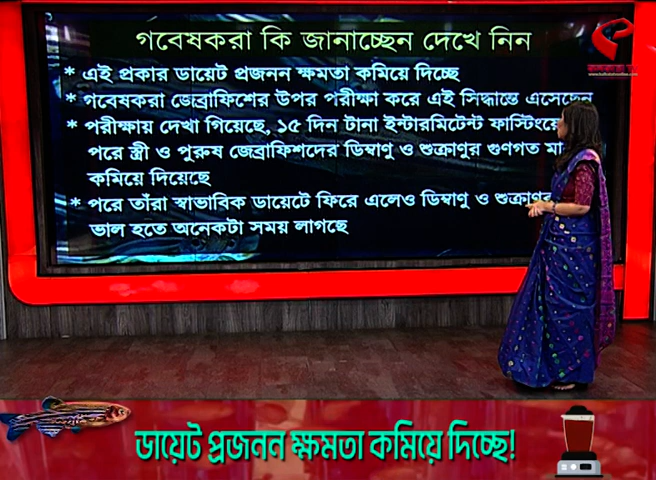 গবেষকরা কি জানাচ্ছেন দেখে নিন
* এই প্রকার ডায়েট প্রজনন ক্ষমতা কমিয়ে দিচ্ছে
* গবেষকরা জেব্রাফিশের উপর পরীক্ষা করে এই সিদ্ধান্তে এসেছেন
* পরীক্ষায় দেখা গিয়েছে, ১৫ দিন টানা ইন্টারমিটেন্ট ফাস্টিংয়ে
পরে স্ত্রী ও পুরুষ জেব্রাফিশদের ডিম্বাণু ও শুক্রাণুর গুণগত
কমিয়ে দিয়েছে
* পরে তাঁরা স্বাভাবিক ডায়েটে ফিরে এলেও ডিম্বাণু ও শুক্রাণুর
ভাল হতে অনেকটা সময় লাগছে
ডায়েট প্রজনন ক্ষমতা কমিয়ে দিচ্ছে!